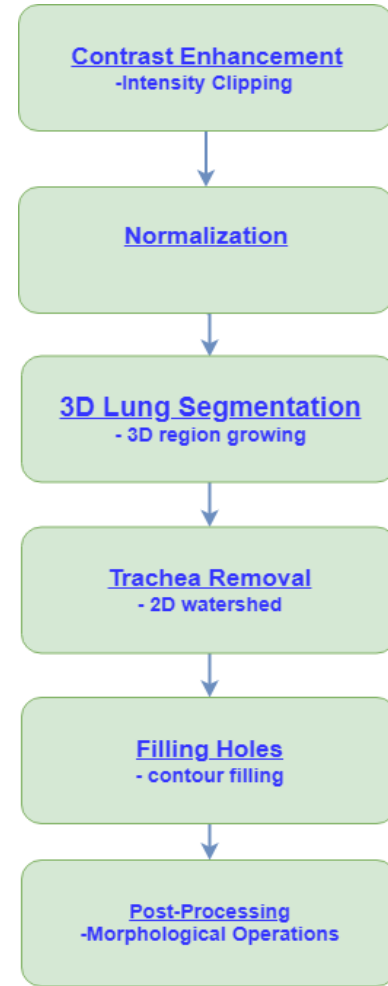 Contrast Enhancement
-Intensity Clipping
Normalization
3D Lung Segmentation
- 3D region growing
Trachea Removal
- 2D watershed
Filling Holes
- contour filling
Post-Processing
-Morphological Operations